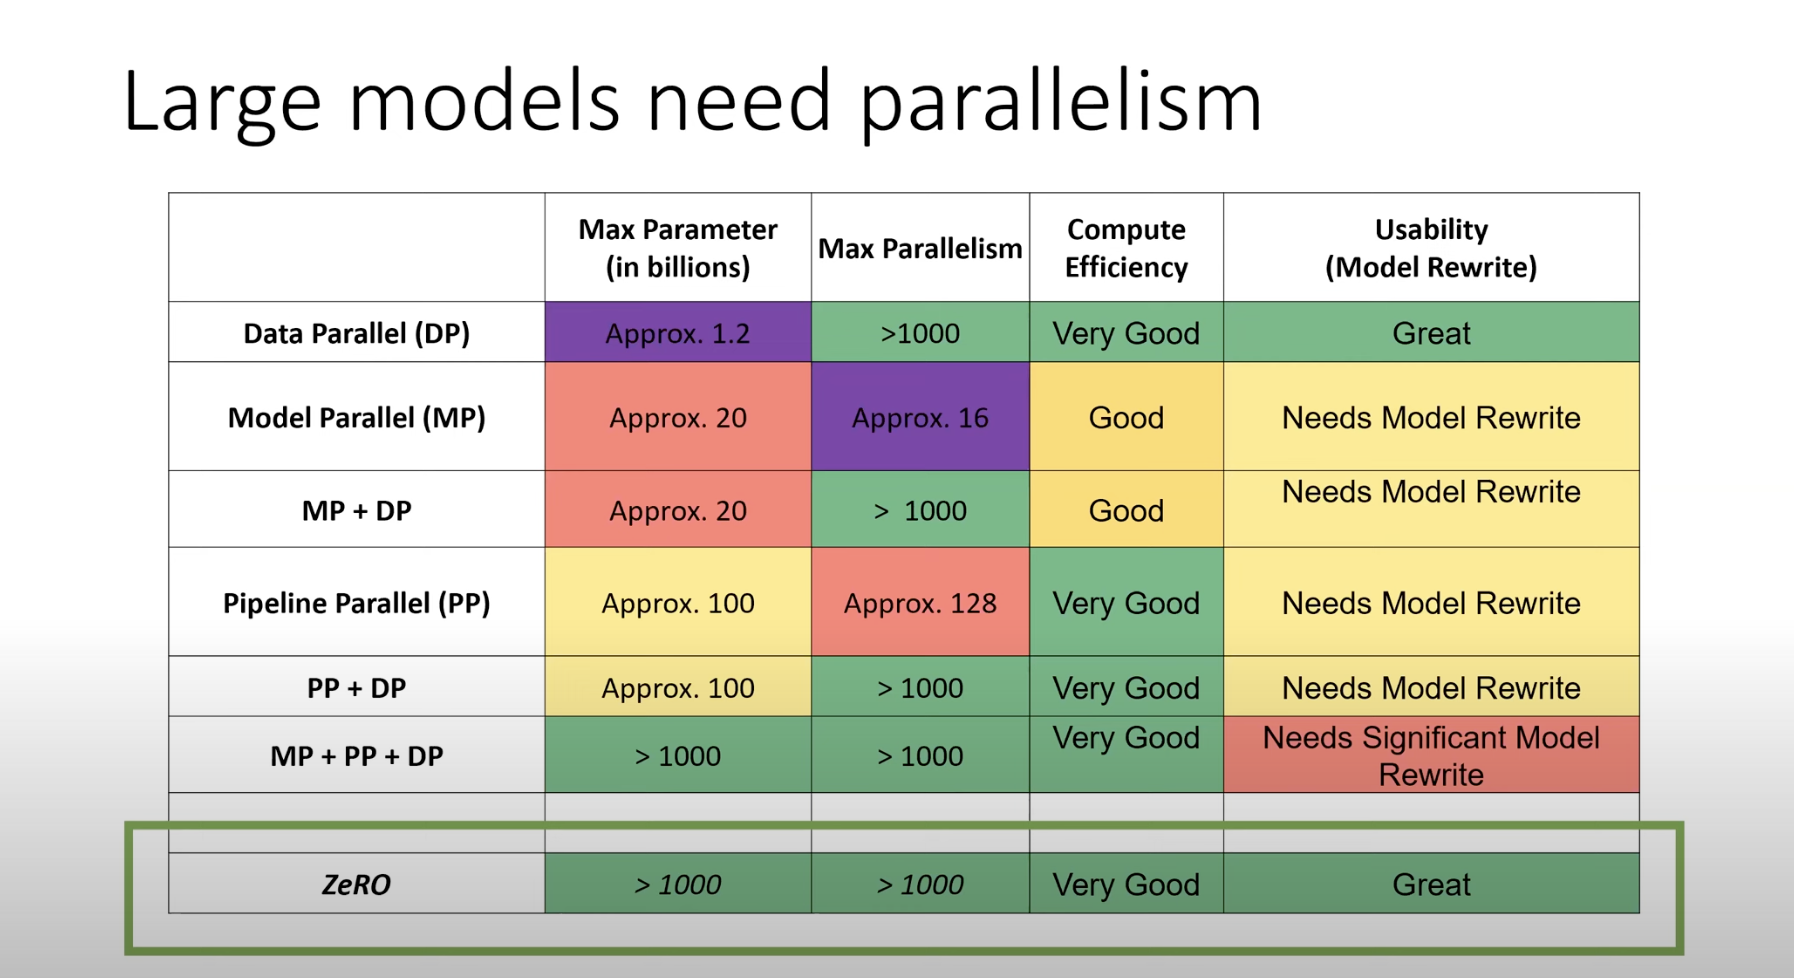 Large models need parallelism
Max Parameter
(in billions)
Max Parallelism
Compute
Efficiency
Usability
(Model Rewrite)
Data Parallel (DP)
Approx. 1.2
>1000
Very Good
Great
Model Parallel (MP)
Approx. 20
Approx. 16
Good
Needs Model Rewrite
MP + DP
Approx. 20
> 1000
Good
Needs Model Rewrite
Pipeline Parallel (PP)
Approx. 100
Approx. 128
Very Good
Needs Model Rewrite
PP + DP
Approx. 100
> 1000
Very Good
Needs Model Rewrite
MP + PP + DP
> 1000
> 1000
Very Good
Needs Significant Model
Rewrite
ZeRO
> 1000
> 1000
Very Good
Great